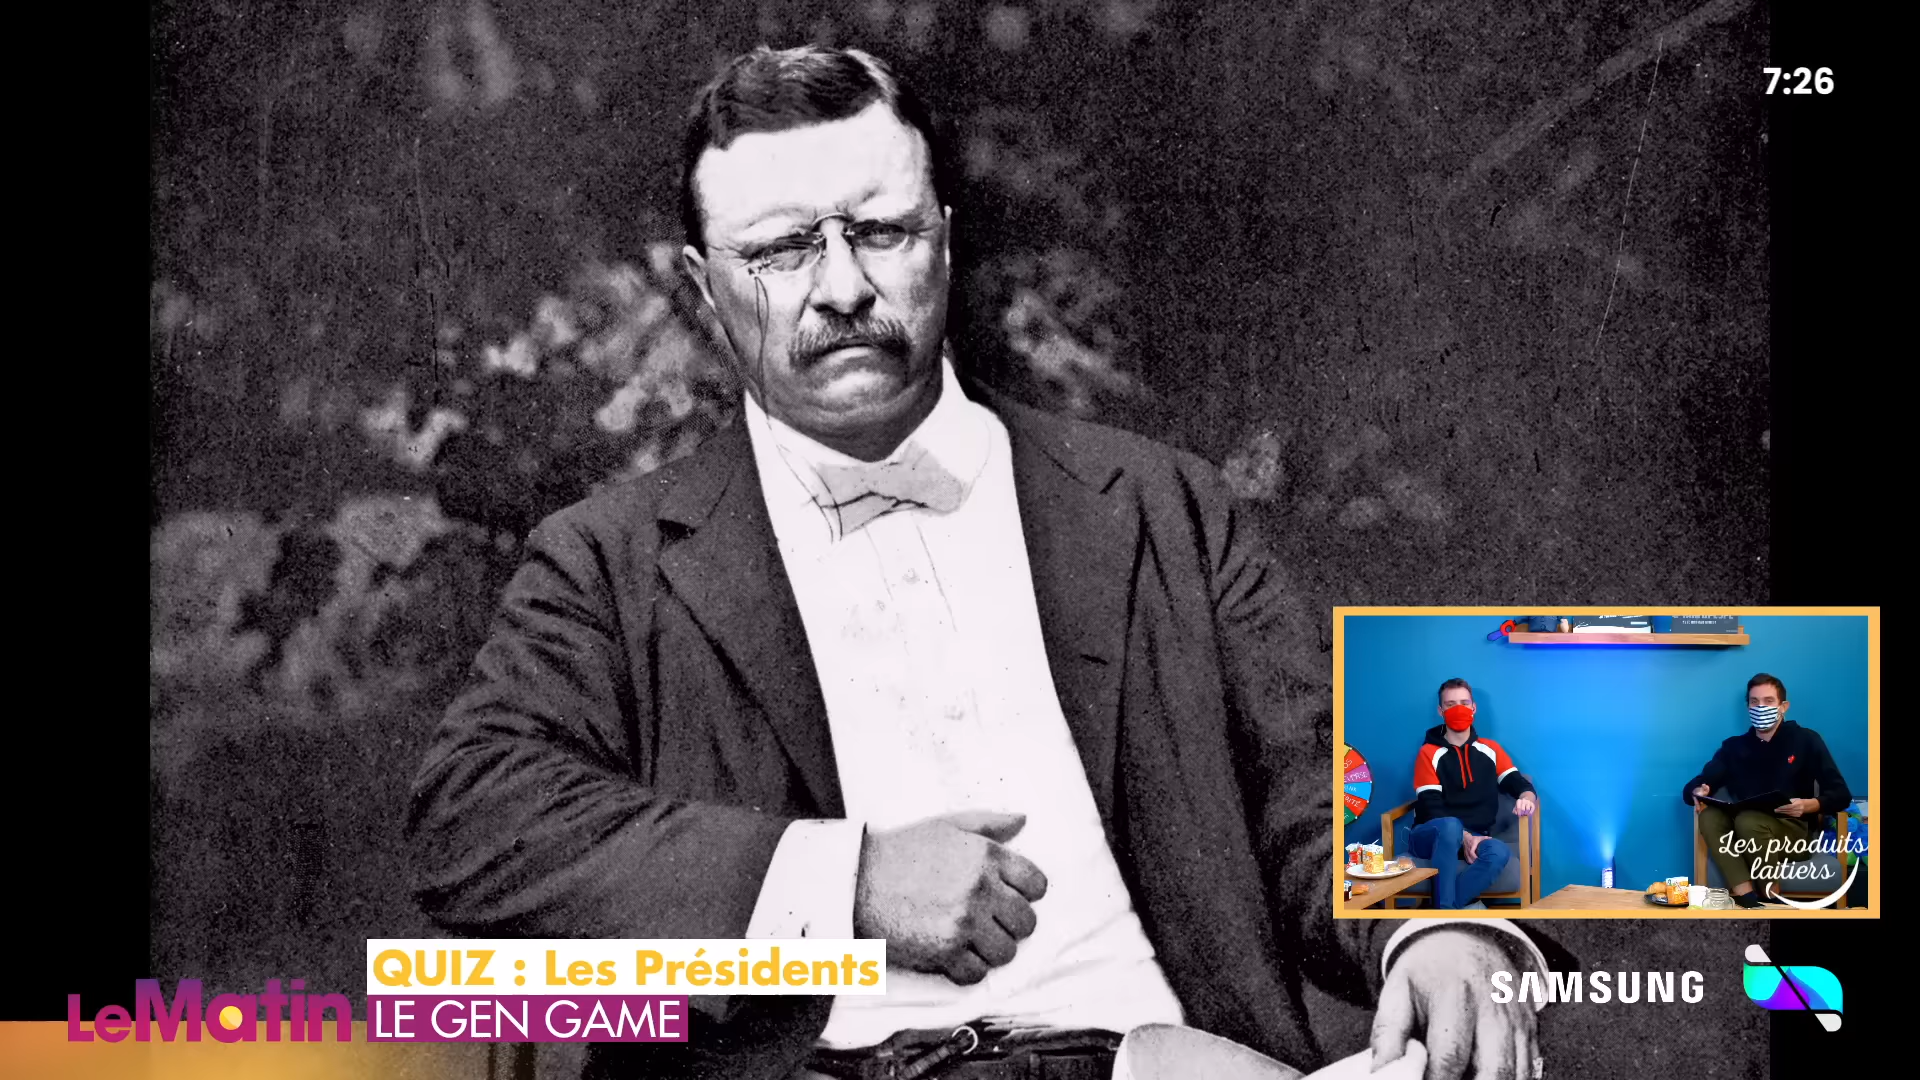 7:26
Les produits
laitiers
QUIZ : Les Présidents
LeMatin
LE GEN GAME
SAMSUNG